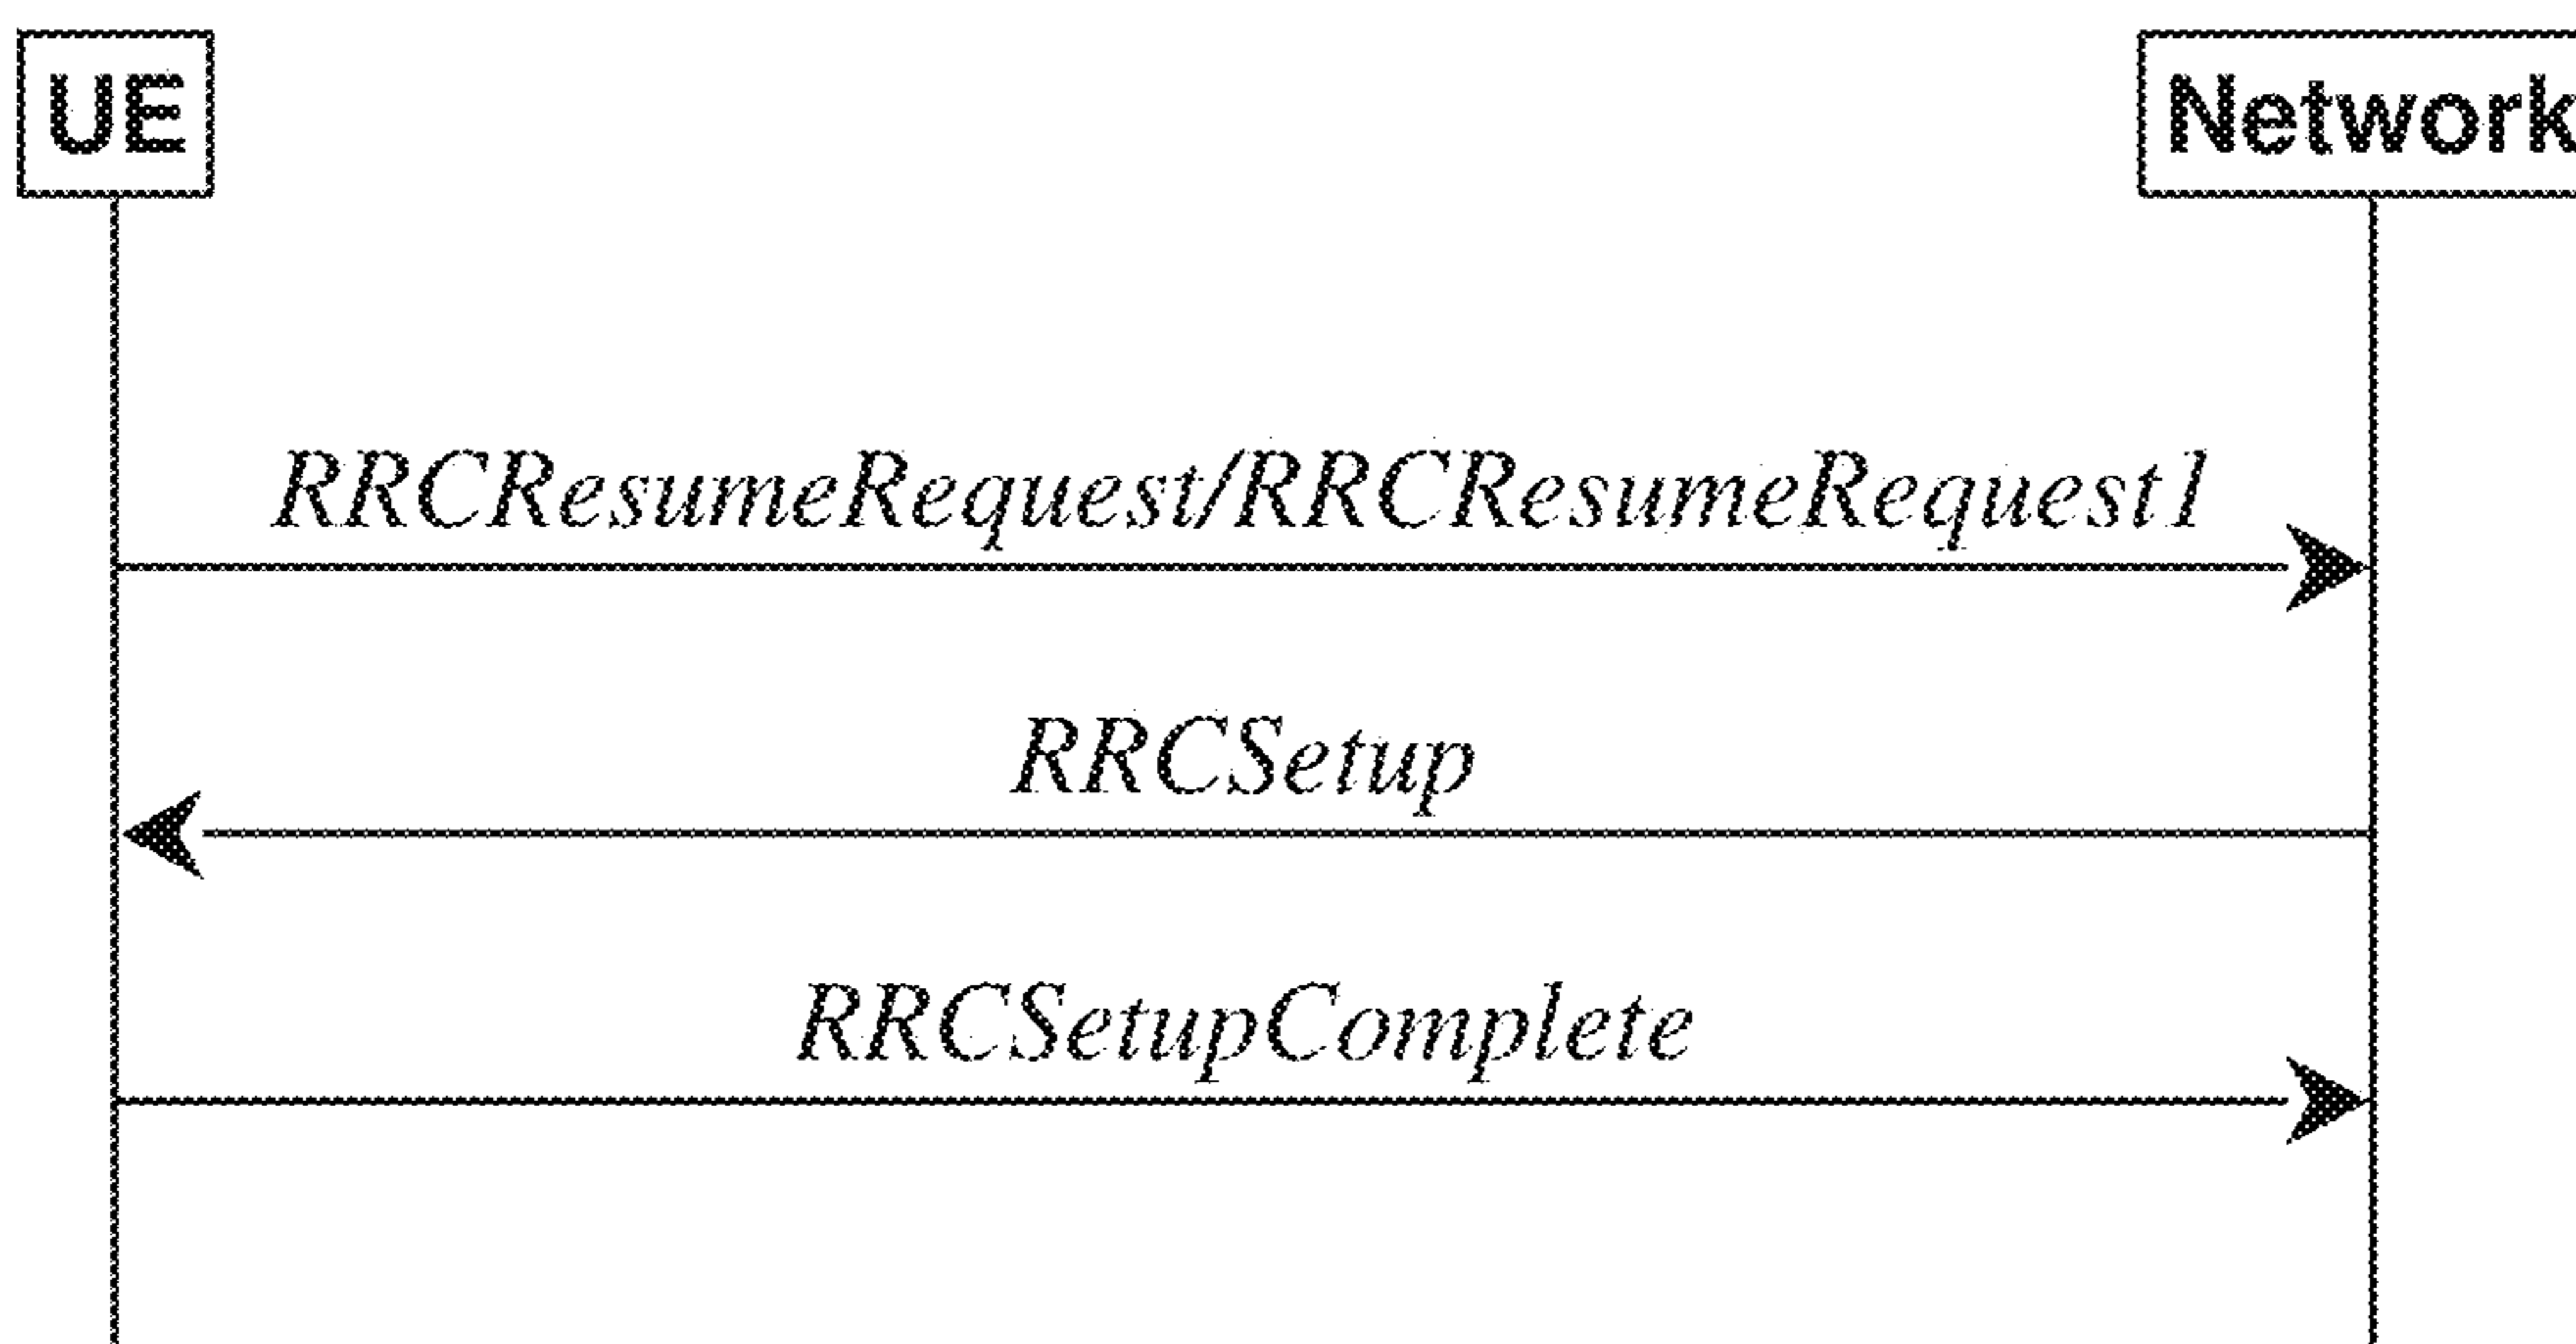 UE
Network
RRCResumeRequest/RRCResumeRequest1
RRCSetup
RRCSetupComplete